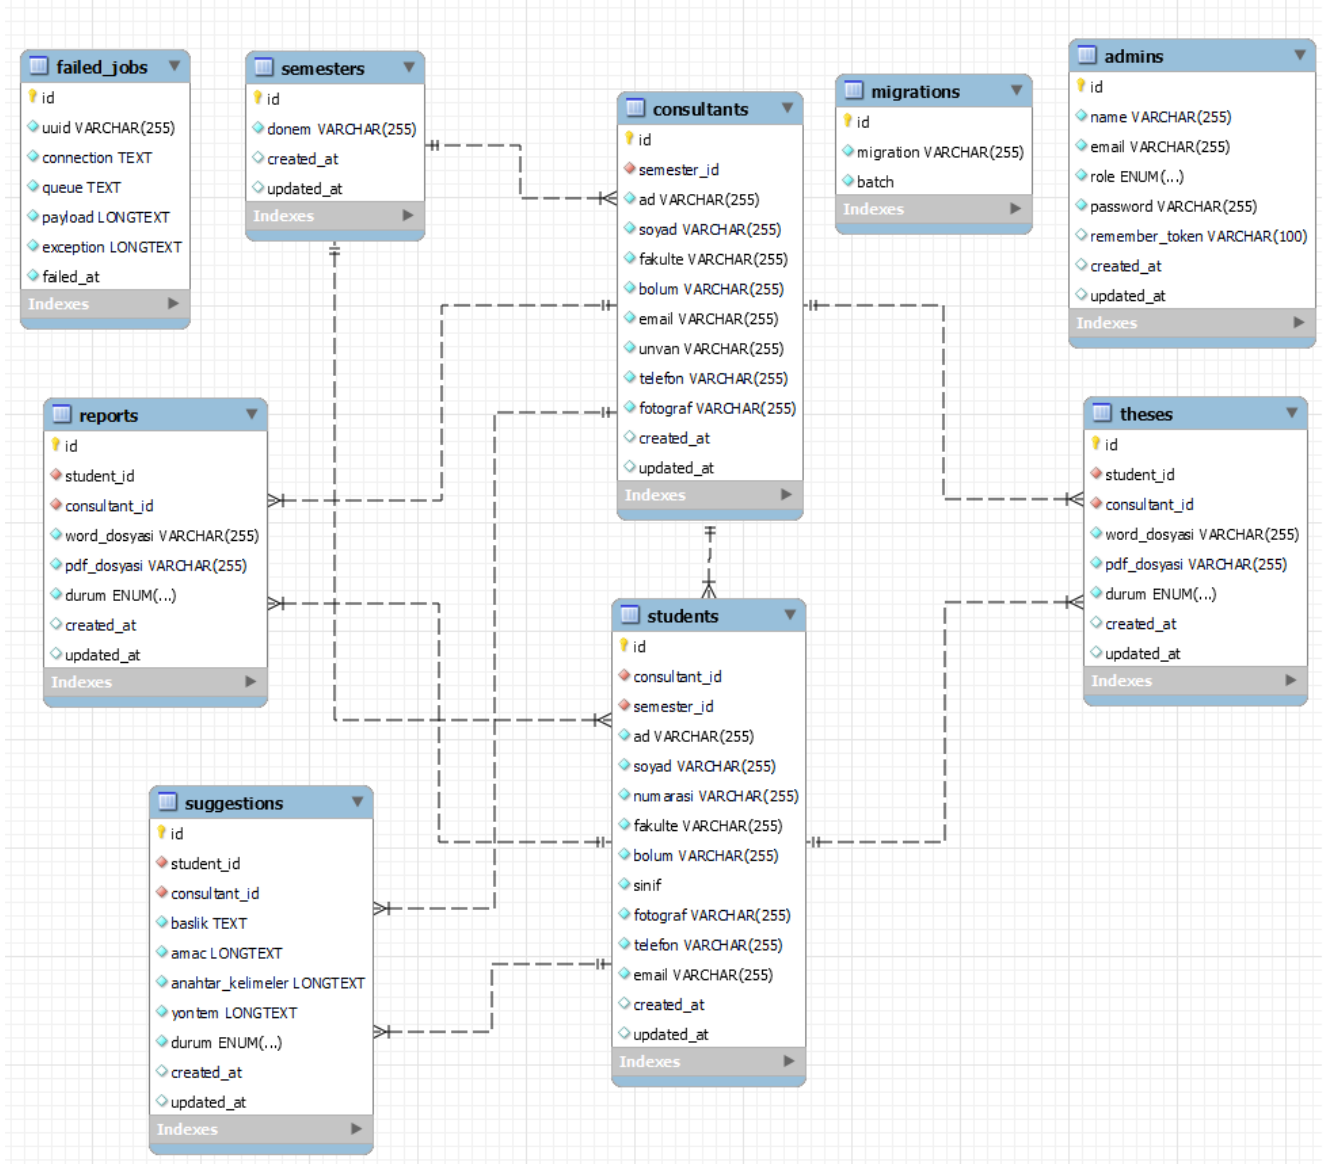 failed_jobs
id
uuid VARCHAR(255)
connection TEXT
queue TEXT
payload LONGTEXT
exception LONGTEXT
failed_at
Indexes
semesters
id
donem VARCHAR(255)
created_at
updated_at
Indexes
consultants
id
semester_id
ad VARCHAR(255)
soyad VARCHAR(255)
fakulte VARCHAR(255)
bolum VARCHAR(255)
email VARCHAR(255)
unvan VARCHAR(255)
telefon VARCHAR(255)
fotograf VARCHAR(255)
created_at
updated_at
Indexes
migrations
id
migration VARCHAR(255)
batch
Indexes
admins
id
name VARCHAR(255)
email VARCHAR(255)
role ENUM(...)
password VARCHAR(255)
remember_token VARCHAR(100)
created_at
updated_at
Indexes
reports
id
student_id
consultant_id
word_dosyasi VARCHAR(255)
pdf_dosyasi VARCHAR(255)
durum ENUM(...)
created_at
updated_at
Indexes
theses
id
student_id
consultant_id
word_dosyasi VARCHAR(255)
pdf_dosyasi VARCHAR(255)
durum ENUM(...)
created_at
updated_at
Indexes
students
id
consultant_id
semester_id
ad VARCHAR(255)
soyad VARCHAR(255)
numarasi VARCHAR(255)
fakulte VARCHAR(255)
bolum VARCHAR(255)
sinif
fotograf VARCHAR(255)
telefon VARCHAR(255)
email VARCHAR(255)
created_at
updated_at
Indexes
suggestions
id
student_id
consultant_id
baslik TEXT
amac LONGTEXT
anahtar_kelimeler LONGTEXT
yontem LONGTEXT
durum ENUM(...)
created_at
updated_at
Indexes